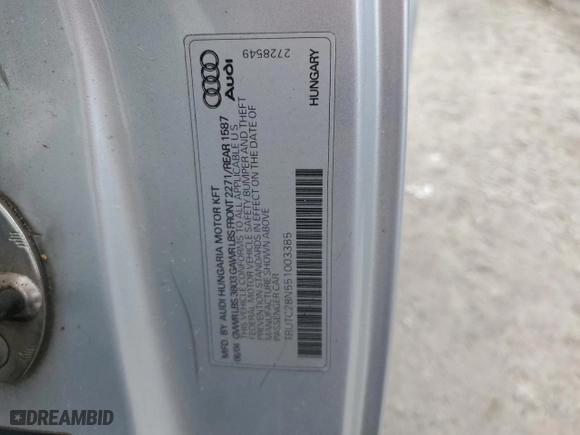 2728549
Audi
HUNGARY
MFD. BY AUDI HUNGARIA MOTOR KFT
06/04 GVWR LBS 3803 GAWR LBS FRONT 2271/REAR 1587
THIS VEHICLE CONFORMS TO ALL APPLICABLE U S
FEDERAL MOTOR VEHICLE SAFETY BUMPER AND THEFT
PREVENTION STANDARDS IN EFFECT ON THE DATE OF
MANUFACTURE SHOWN ABOVE
PASSENGER CAR
TRUTC28N551003385
DREAMBID